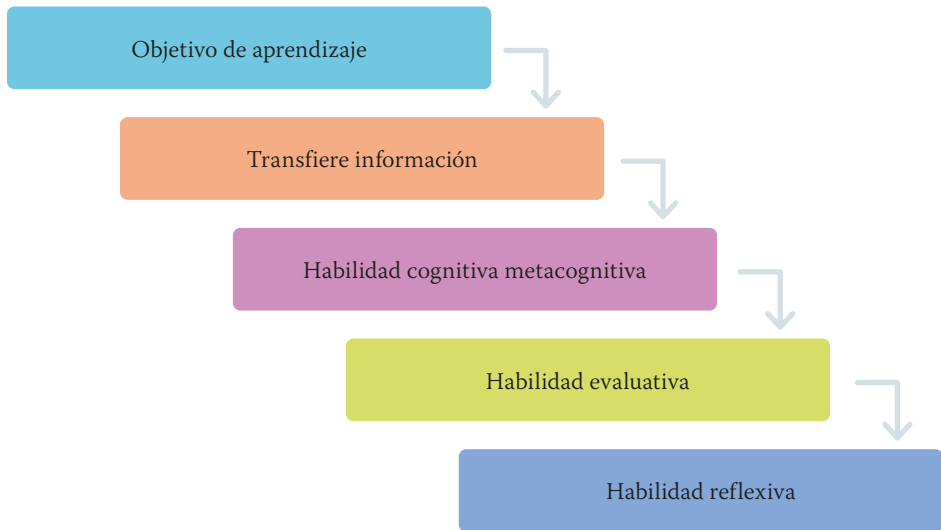 Objetivo de aprendizaje
Transfiere información
Habilidad cognitiva metacognitiva
Habilidad evaluativa
Habilidad reflexiva